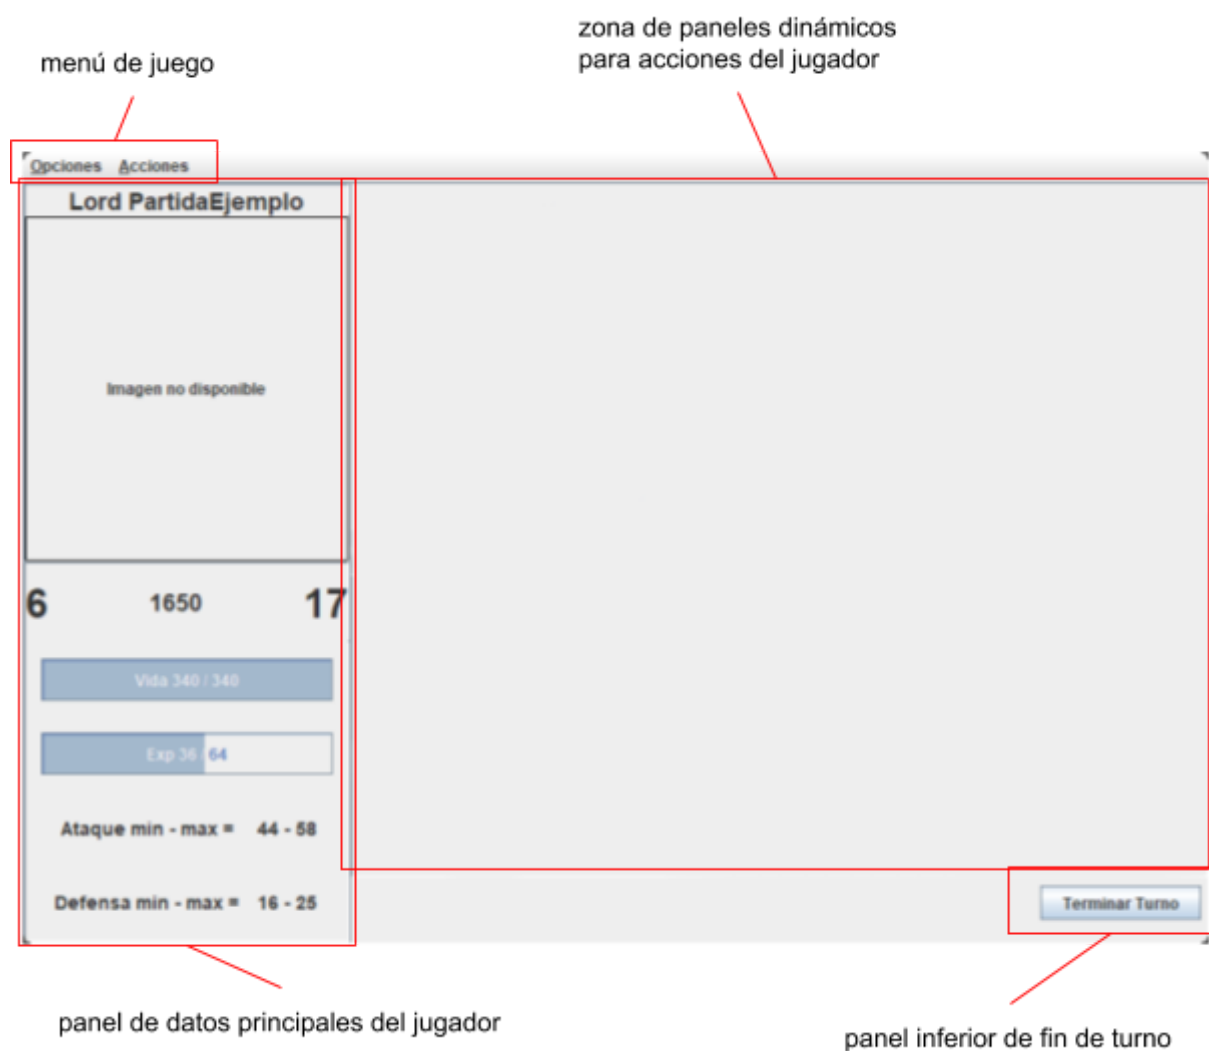 zona de paneles dinámicos
para acciones del jugador
menú de juego
Opciones Acciones
Lord PartidaEjemplo
Imagen no disponible
6 1650 17
Vida 340 / 340
Exp 36 / 64
Ataque min - max = 44 - 58
Defensa min - max = 16 - 25
Terminar Turno
panel de datos principales del jugador
panel inferior de fin de turno